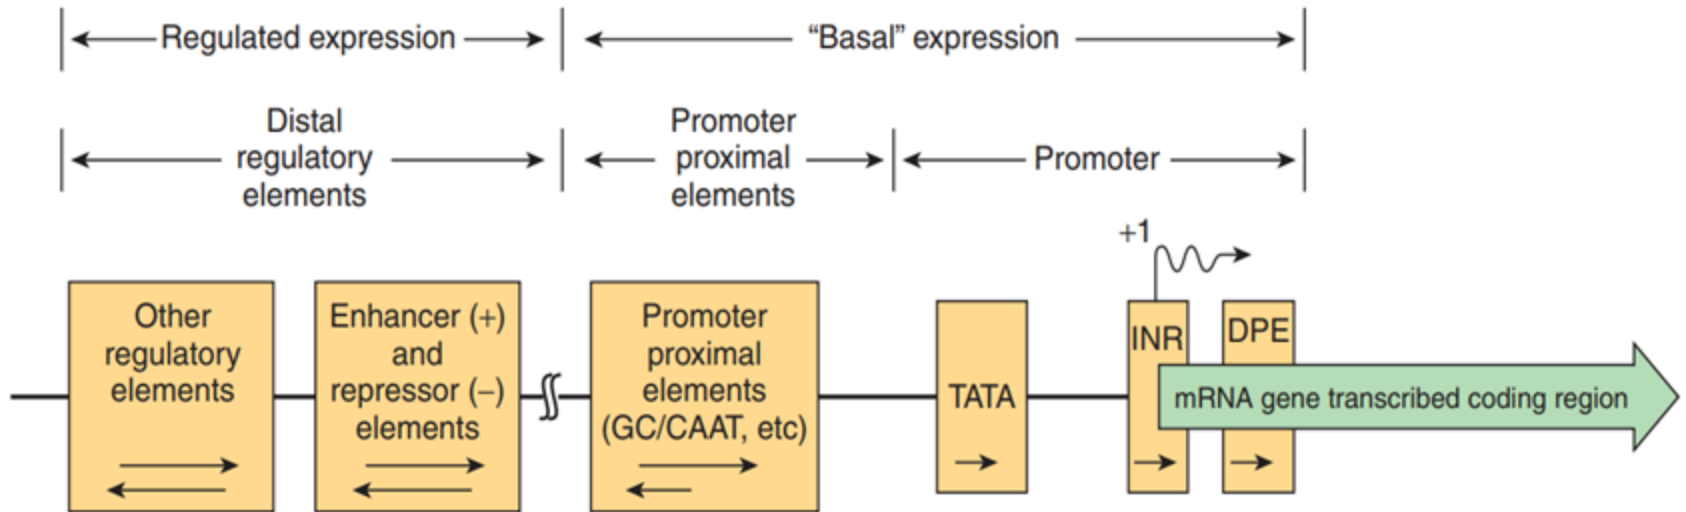 Regulated expression
“Basal” expression
Distal
regulatory
elements
Promoter
proximal
elements
Promoter
+1
Other
regulatory
elements
Enhancer (+)
and
repressor (–)
elements
Promoter
proximal
elements
(GC/CAAT, etc)
TATA
INR
DPE
mRNA gene transcribed coding region